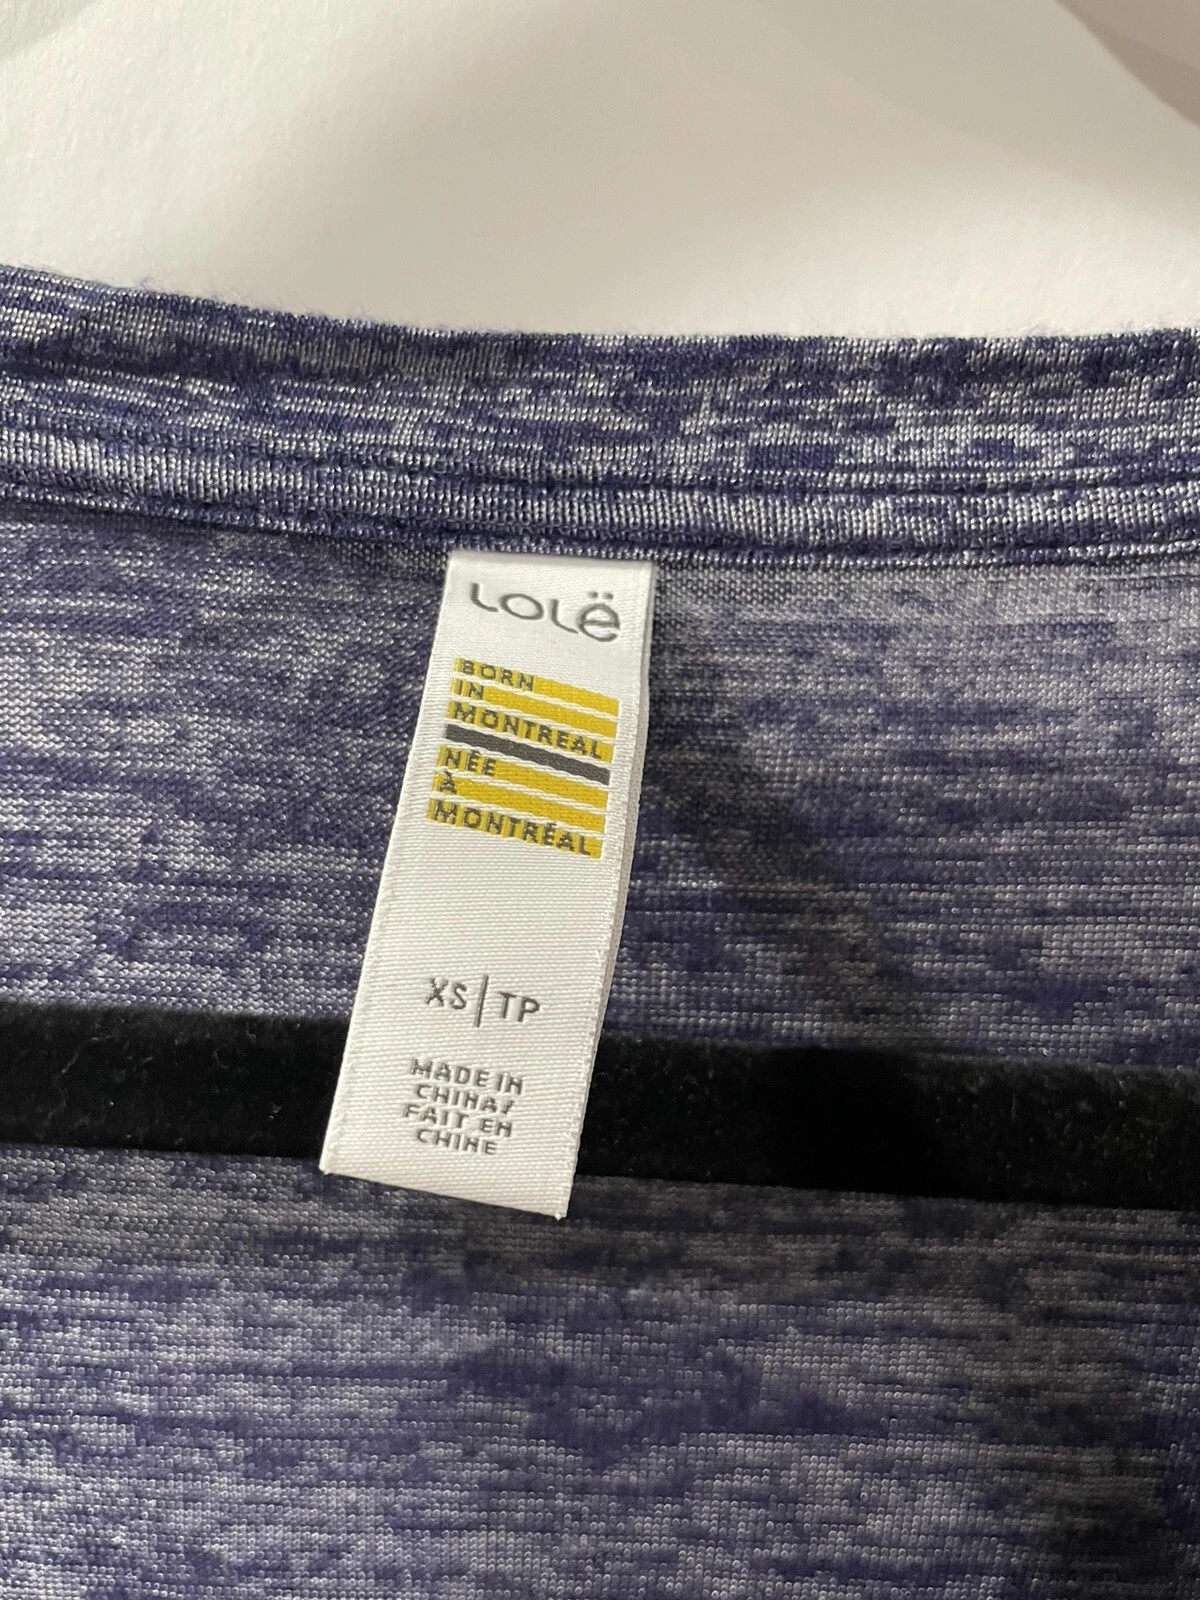 Lolë
BORN
IN
MONTREAL
NÉE
À
MONTRÉAL
XS|TP
MADE IN
CHINA/
FAIT EN
CHINE